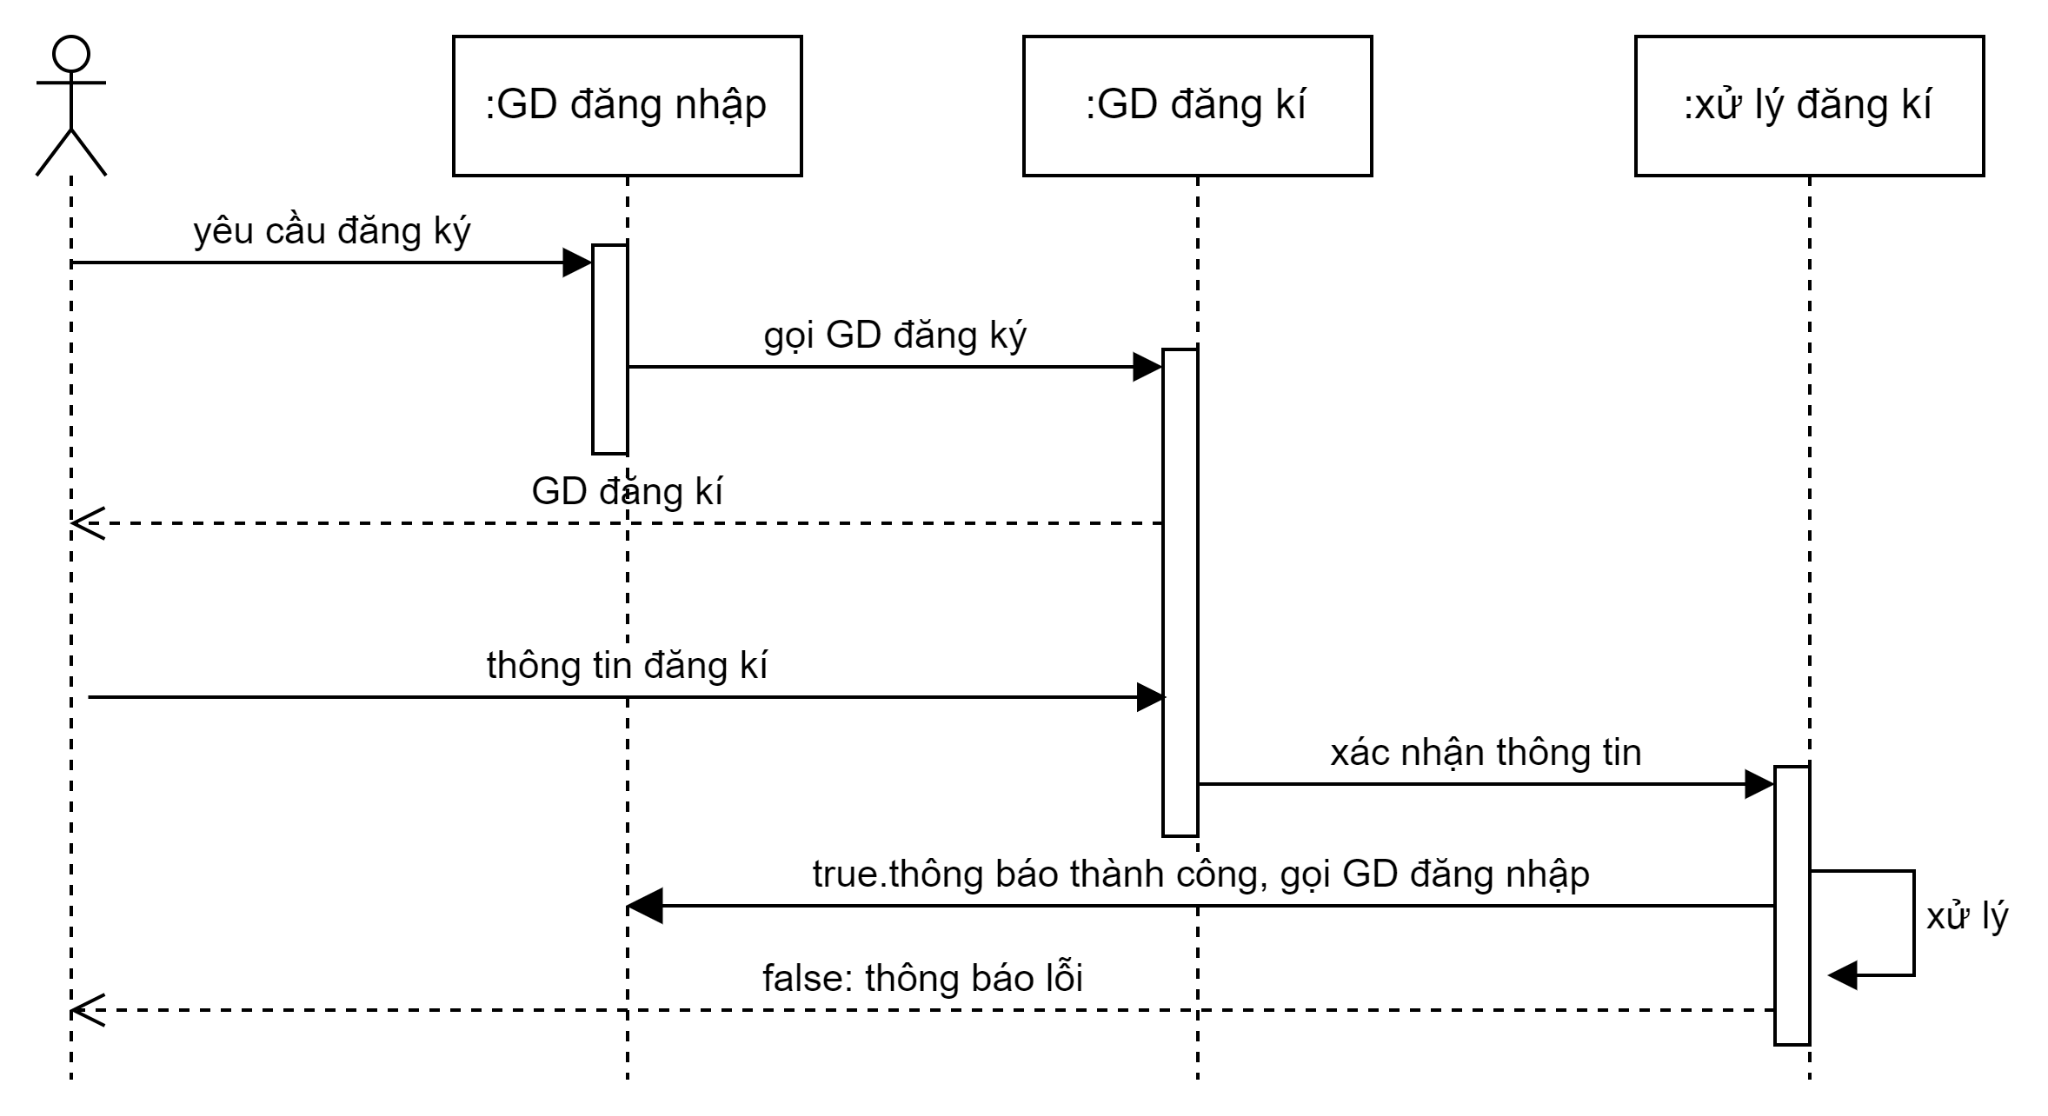 :GD đăng nhập
:GD đăng kí
:xử lý đăng kí
yêu cầu đăng ký
gọi GD đăng ký
GD đăng kí
thông tin đăng kí
xác nhận thông tin
true.thông báo thành công, gọi GD đăng nhập
xử lý
false: thông báo lỗi